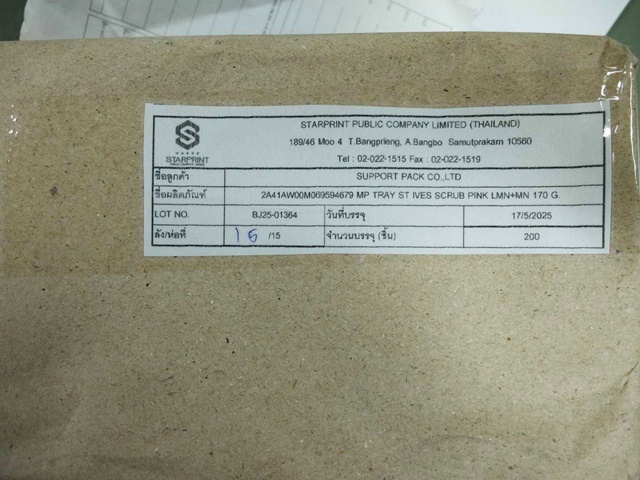 STARPRINT PUBLIC COMPANY LIMITED (THAILAND)
189/46 Moo 4 T.Bangprieng, A.Bangbo Samutprakarn 10560
Tel : 02-022-1515 Fax : 02-022-1519
STARPRINT
ชื่อลูกค้า SUPPORT PACK CO.,LTD
ชื่อผลิตภัณฑ์ 2A41AW00M069594679 MP TRAY ST IVES SCRUB PINK LMN+MN 170 G.
LOT NO. BJ25-01364 วันที่บรรจุ 17/5/2025
ลัง/ห่อที่ 15 /15 จำนวนบรรจุ (ชิ้น) 200